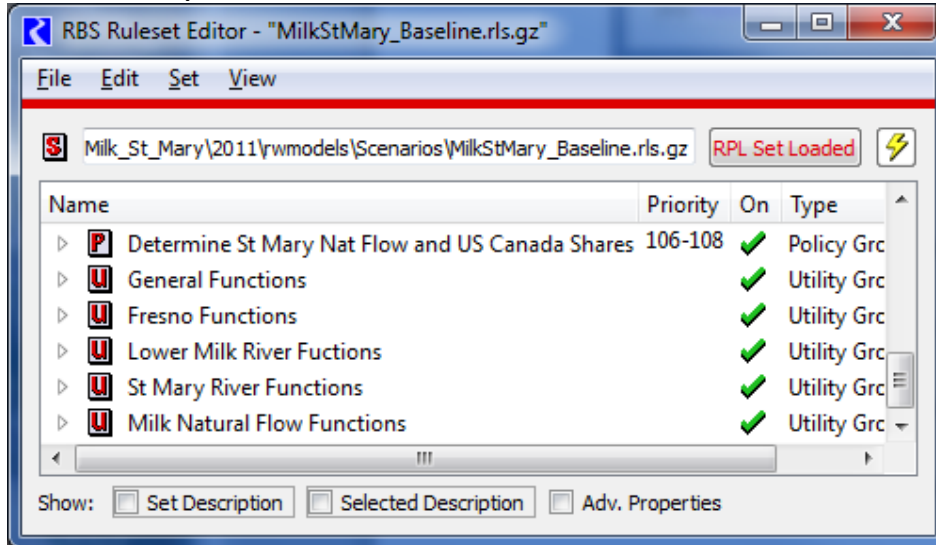 RBS Ruleset Editor - "MilkStMary_Baseline.rls.gz"
File Edit Set View
S Milk_St_Mary\2011\rwmodels\Scenarios\MilkStMary_Baseline.rls.gz RPL Set Loaded
Name Priority On Type
P Determine St Mary Nat Flow and US Canada Shares 106-108 Policy Grc
U General Functions Utility Grc
U Fresno Functions Utility Grc
U Lower Milk River Fuctions Utility Grc
U St Mary River Functions Utility Grc
U Milk Natural Flow Functions Utility Grc
Show: Set Description Selected Description Adv. Properties